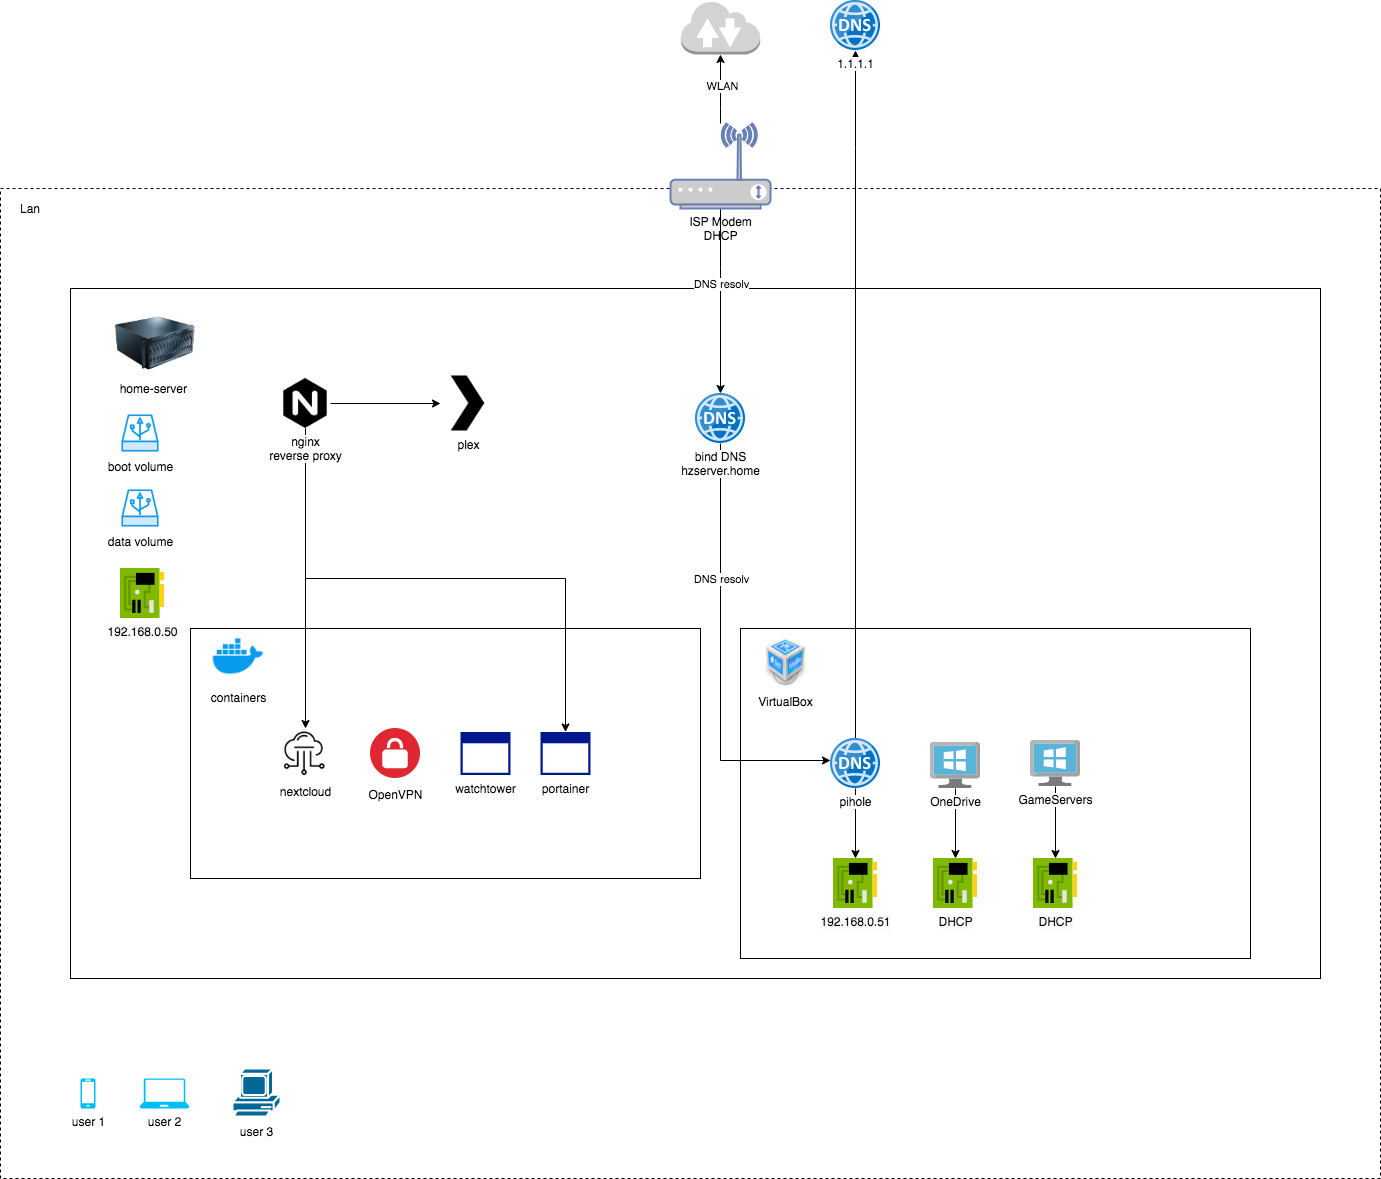 DNS
1.1.1.1
WLAN
Lan
ISP Modem
DHCP
DNS resolv
home-server
N
nginx
reverse proxy
plex
DNS
bind DNS
hzserver.home
boot volume
data volume
DNS resolv
192.168.0.50
containers
VirtualBox
nextcloud
OpenVPN
watchtower
portainer
DNS
pihole
OneDrive
GameServers
192.168.0.51
DHCP
DHCP
user 1
user 2
user 3